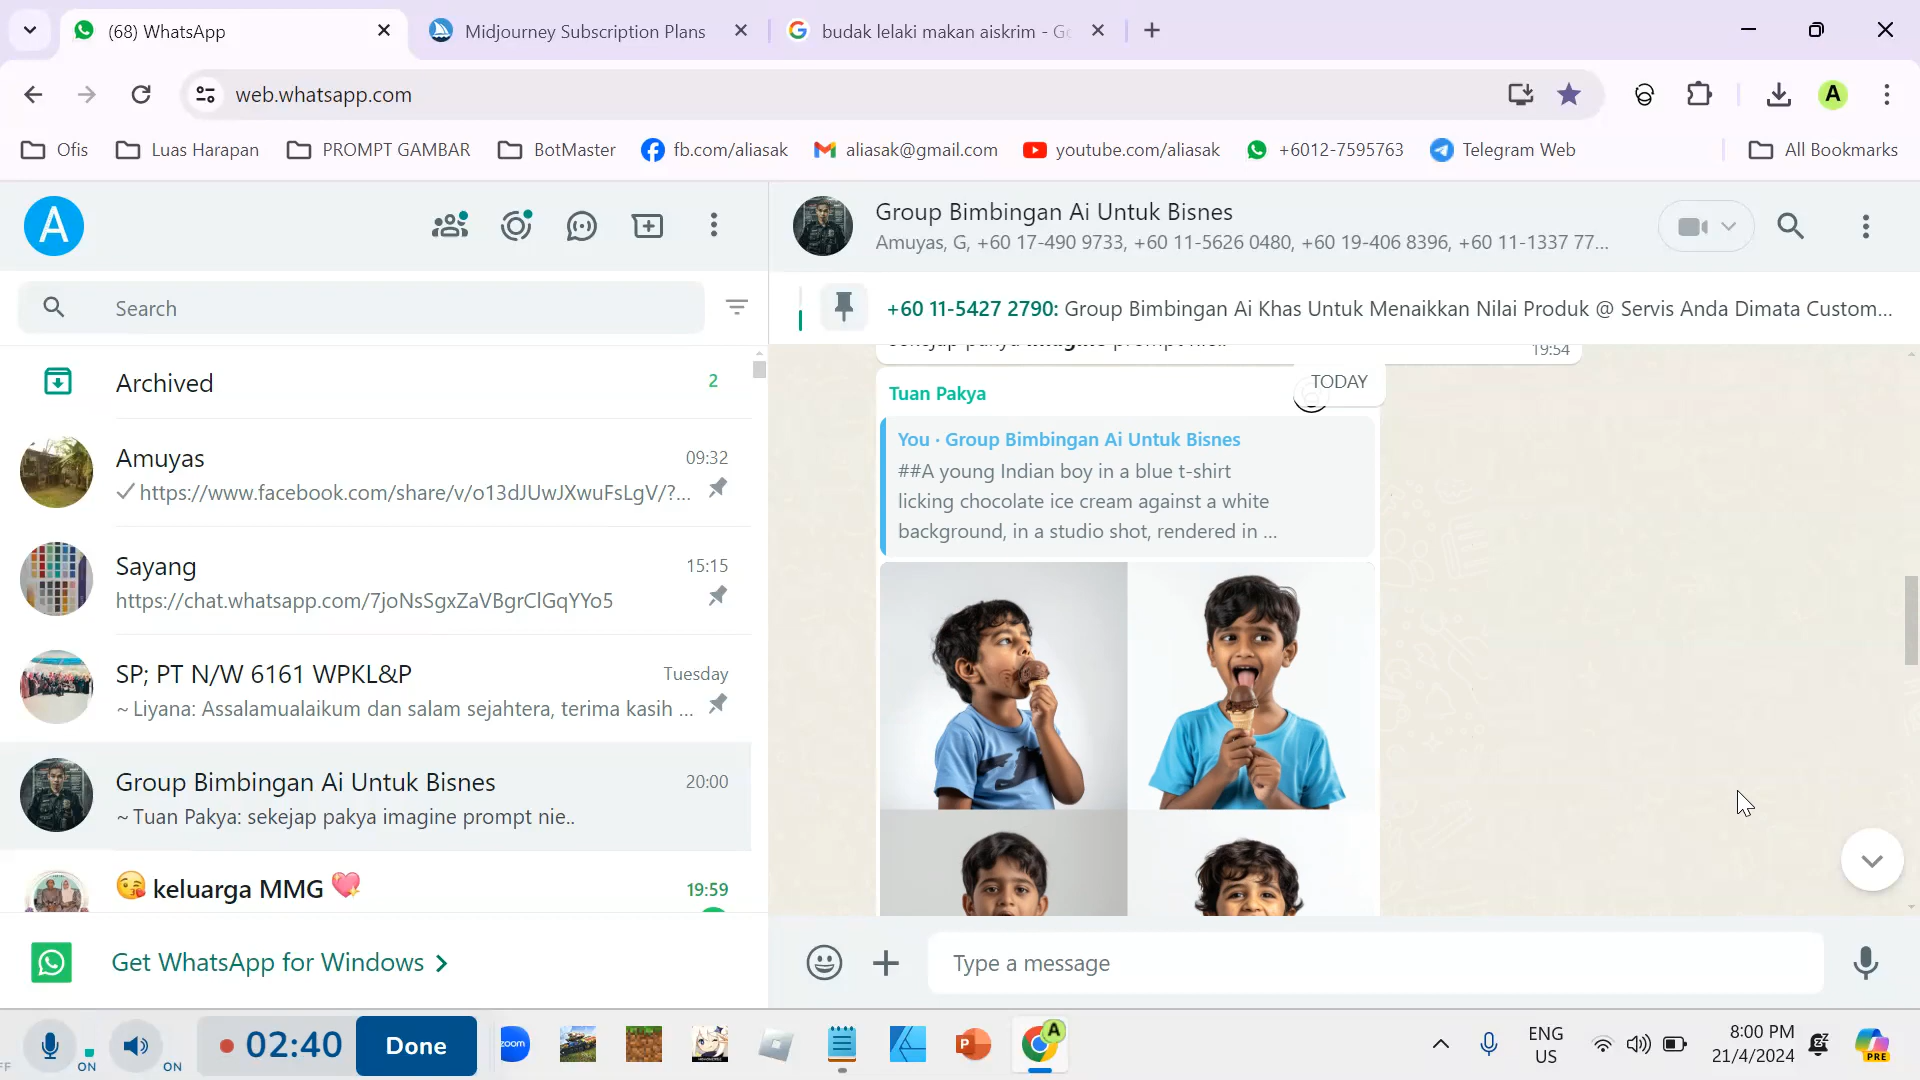 (68) WhatsApp
Midjourney Subscription Plans
budak lelaki makan aiskrim - Go
web.whatsapp.com
A
Ofis
Luas Harapan
PROMPT GAMBAR
BotMaster
fb.com/aliasak
aliasak@gmail.com
youtube.com/aliasak
+6012-7595763
Telegram Web
All Bookmarks
A
Group Bimbingan Ai Untuk Bisnes
Amuyas, G, +60 17-490 9733, +60 11-5626 0480, +60 19-406 8396, +60 11-1337 77...
Search
+60 11-5427 2790: Group Bimbingan Ai Khas Untuk Menaikkan Nilai Produk @ Servis Anda Dimata Custom...
Archived
2
Amuyas
09:32
https://www.facebook.com/share/v/o13dJUwJXwuFsLgV/?...
Sayang
15:15
https://chat.whatsapp.com/7joNsSgxZaVBgrClGqYYo5
SP; PT N/W 6161 WPKL&P
Tuesday
~ Liyana: Assalamualaikum dan salam sejahtera, terima kasih ...
Group Bimbingan Ai Untuk Bisnes
20:00
~ Tuan Pakya: sekejap pakya imagine prompt nie..
😘 keluarga MMG 💖
19:59
Get WhatsApp for Windows
sekejap pakya imagine prompt nie..
19:54
TODAY
Tuan Pakya
You · Group Bimbingan Ai Untuk Bisnes
##A young Indian boy in a blue t-shirt
licking chocolate ice cream against a white
background, in a studio shot, rendered in ...
Type a message
ON
ON
02:40
Done
zoom
P
A
ENG
US
8:00 PM
21/4/2024
PRE